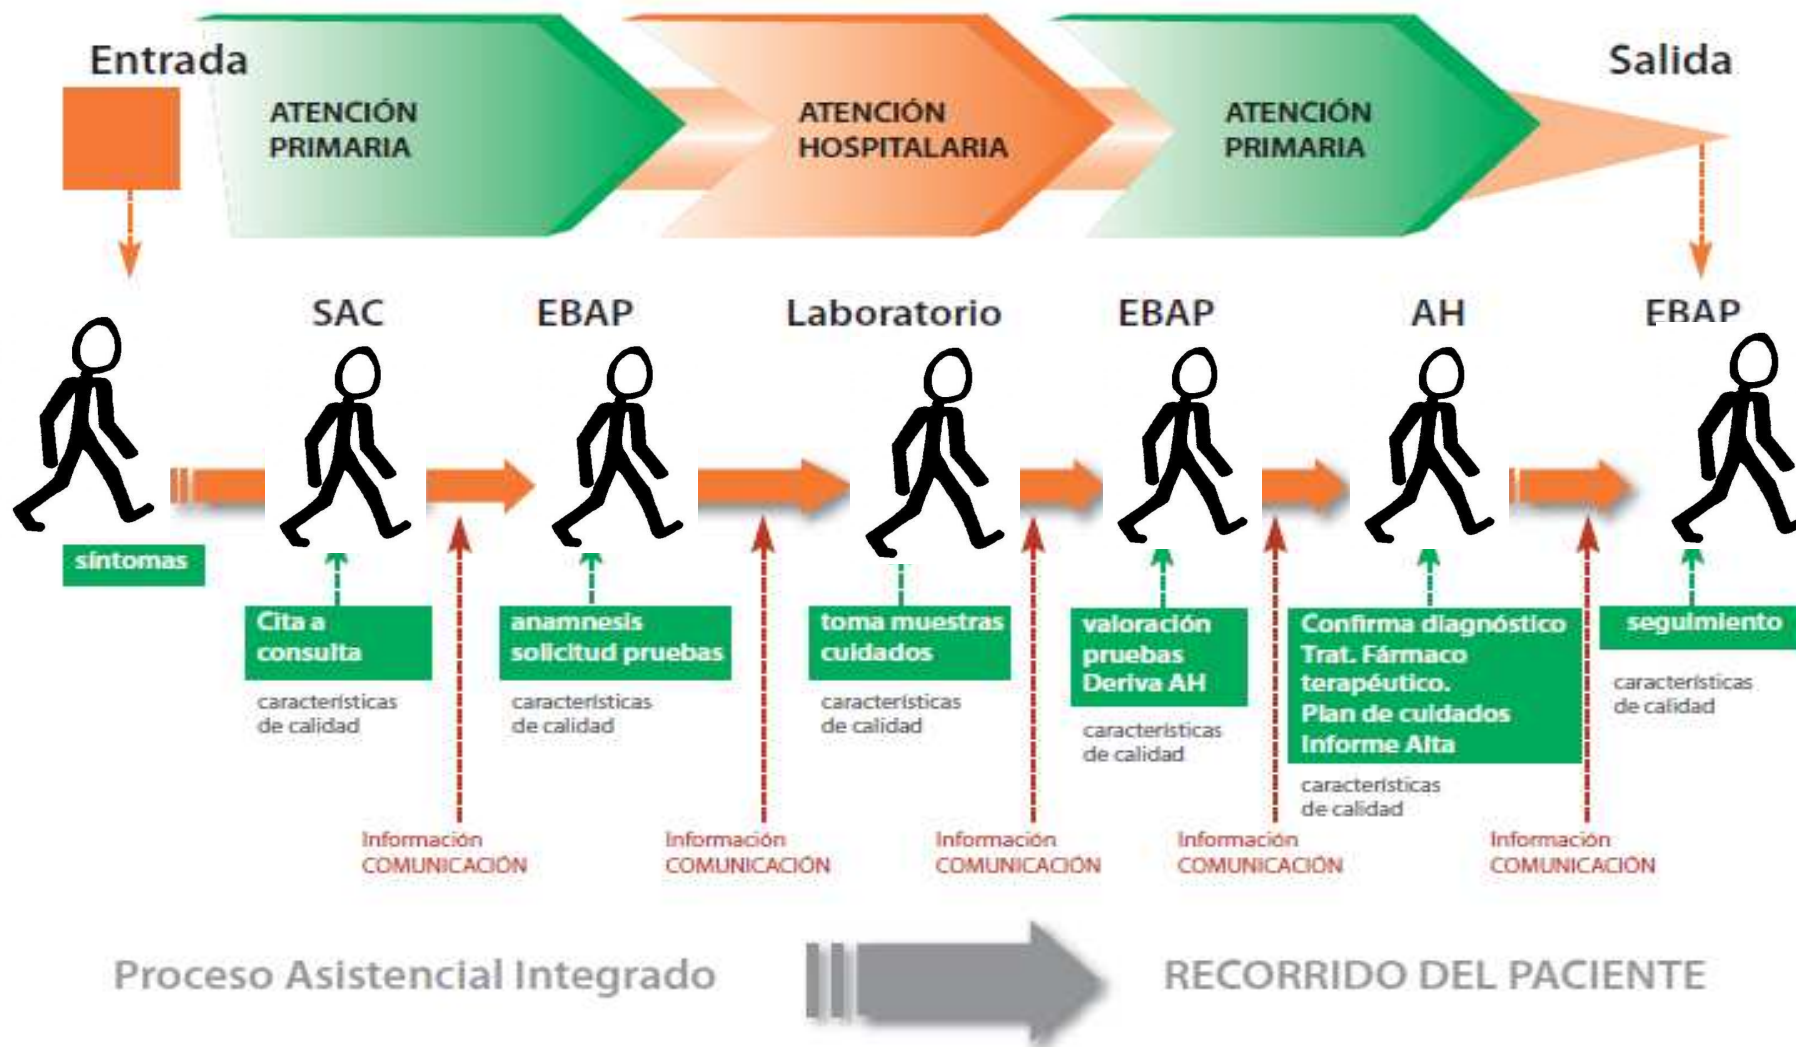 Entrada
Salida
ATENCIÓN
PRIMARIA
ATENCIÓN
HOSPITALARIA
ATENCIÓN
PRIMARIA
SAC
EBAP
Laboratorio
EBAP
AH
EBAP
síntomas
Cita a
consulta
características
de calidad
anamnesis
solicitud pruebas
características
de calidad
toma muestras
cuidados
características
de calidad
valoración
pruebas
Deriva AH
características
de calidad
Confirma diagnóstico
Trat. Fármaco
terapéutico.
Plan de cuidados
Informe Alta
características
de calidad
seguimiento
características
de calidad
Información
COMUNICACIÓN
Información
COMUNICACIÓN
Información
COMUNICACIÓN
Información
COMUNICACIÓN
Información
COMUNICACIÓN
Proceso Asistencial Integrado
RECORRIDO DEL PACIENTE